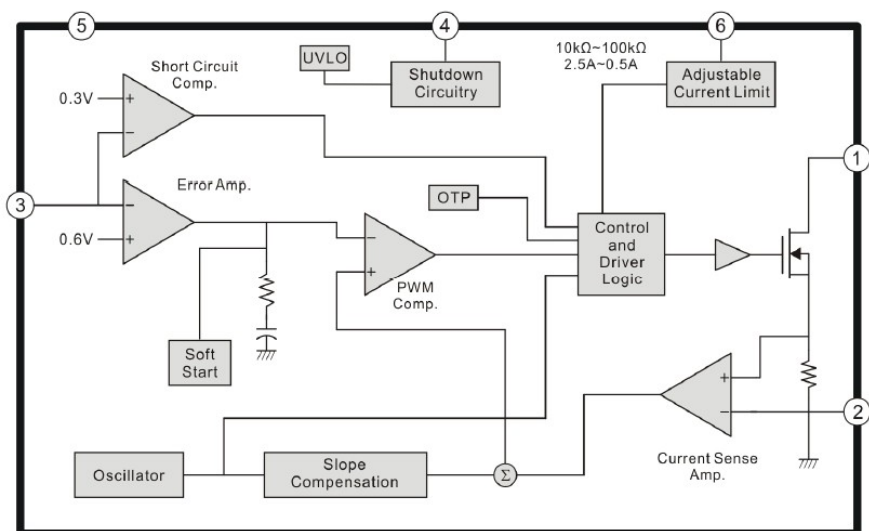 5
4
6
Short Circuit
Comp.
UVLO
Shutdown
Circuitry
10kΩ~100kΩ
2.5A~0.5A
Adjustable
Current Limit
0.3V
+
−
1
3
Error Amp.
−
0.6V
+
OTP
Control
and
Driver
Logic
−
+
PWM
Comp.
Soft
Start
+
−
2
Current Sense
Amp.
Oscillator
Slope
Compensation
Σ